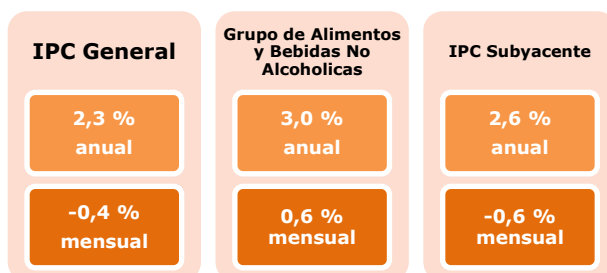 IPC General
2,3 %
anual
-0,4 %
mensual
Grupo de Alimentos
y Bebidas No
Alcoholicas
3,0 %
anual
0,6 %
mensual
IPC Subyacente
2,6 %
anual
-0,6 %
mensual